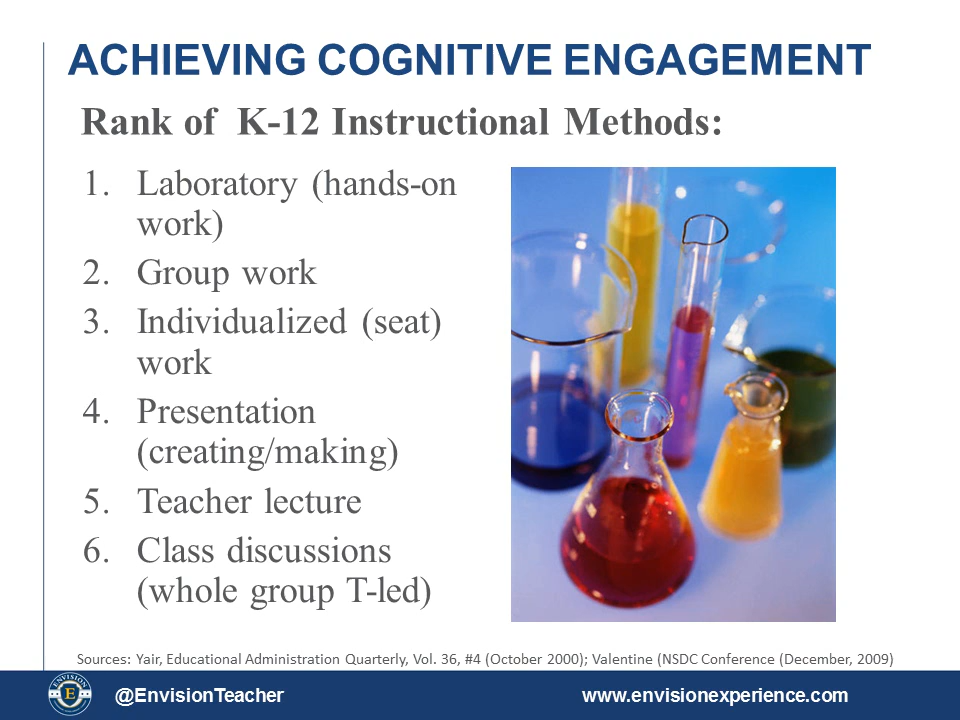 ACHIEVING COGNITIVE ENGAGEMENT
Rank of K-12 Instructional Methods:
1. Laboratory (hands-on
work)
2. Group work
3. Individualized (seat)
work
4. Presentation
(creating/making)
5. Teacher lecture
6. Class discussions
(whole group T-led)
Sources: Yair, Educational Administration Quarterly, Vol. 36, #4 (October 2000); Valentine (NSDC Conference (December, 2009)
E
@EnvisionTeacher
www.envisionexperience.com